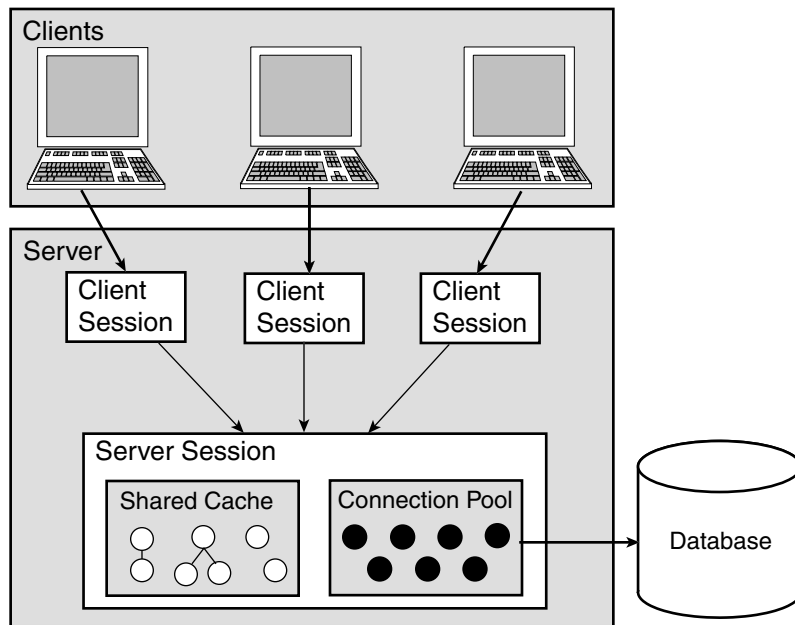 Clients
Server
Client
Session
Client
Session
Client
Session
Server Session
Shared Cache
Connection Pool
Database